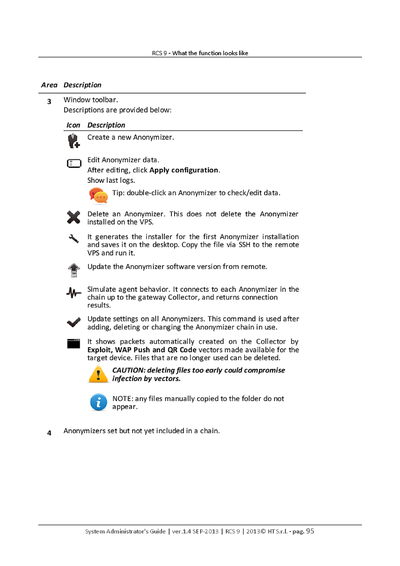 RCS 9 - What the function looks like
Area Description
3 Window toolbar.
Descriptions are provided below:
Icon Description
Create a new Anonymizer.
Edit Anonymizer data.
After editing, click Apply configuration.
Show last logs.
Tip: double-click an Anonymizer to check/edit data.
Delete an Anonymizer. This does not delete the Anonymizer
installed on the VPS.
It generates the installer for the first Anonymizer installation
and saves it on the desktop. Copy the file via SSH to the remote
VPS and run it.
Update the Anonymizer software version from remote.
Simulate agent behavior. It connects to each Anonymizer in the
chain up to the gateway Collector, and returns connection
results.
Update settings on all Anonymizers. This command is used after
adding, deleting or changing the Anonymizer chain in use.
It shows packets automatically created on the Collector by
Exploit, WAP Push and QR Code vectors made available for the
target device. Files that are no longer used can be deleted.
CAUTION: deleting files too early could compromise
infection by vectors.
NOTE: any files manually copied to the folder do not
appear.
4 Anonymizers set but not yet included in a chain.
System Administrator's Guide | ver.1.4 SEP-2013 | RCS 9 | 2013© HT S.r.l. - pag. 95